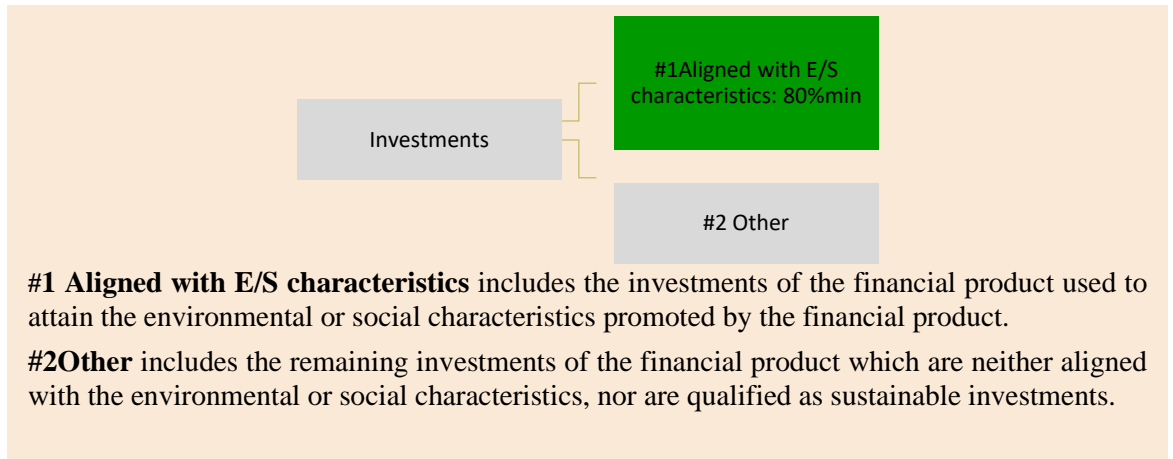 #1Aligned with E/S
characteristics: 80%min
Investments
#2 Other
#1 Aligned with E/S characteristics includes the investments of the financial product used to
attain the environmental or social characteristics promoted by the financial product.
#2Other includes the remaining investments of the financial product which are neither aligned
with the environmental or social characteristics, nor are qualified as sustainable investments.